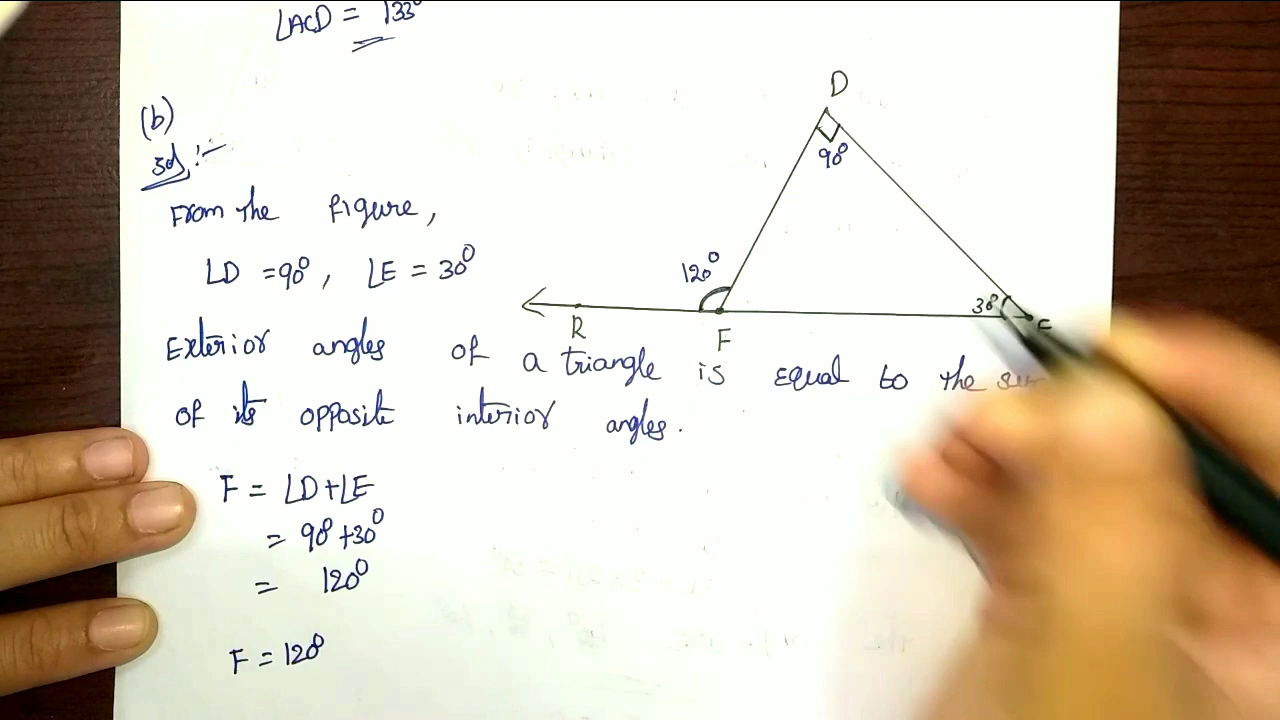 ∠ACD = 133°
(b)
Sol:-
From the figure,
∠D = 90°, ∠E = 30°
Exterior angles of a triangle is equal to the
of its opposite interior angles.
F = ∠D+∠E
= 90°+30°
= 120°
F = 120°
D
90°
120°
30°
R
F